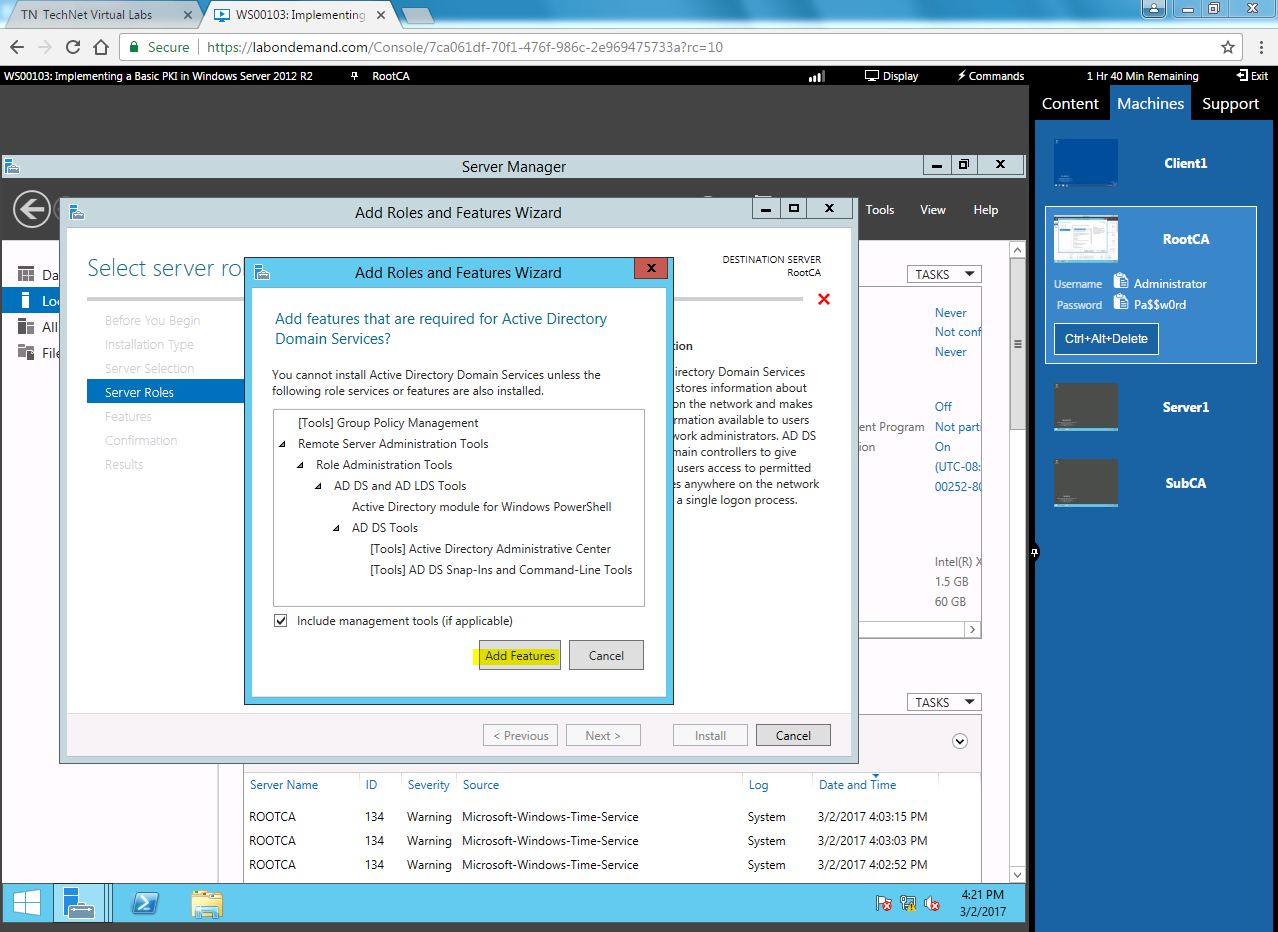 TN TechNet Virtual Labs
WS00103: Implementing
Secure
https://labondemand.com/Console/7ca061df-70f1-476f-986c-2e969475733a?rc=10
WS00103: Implementing a Basic PKI in Windows Server 2012 R2
RootCA
Display
Commands
1 Hr 40 Min Remaining
Exit
Content
Machines
Support
Client1
RootCA
Username
Administrator
Password
Pa$$w0rd
Ctrl+Alt+Delete
Server1
SubCA
Server Manager
Tools
View
Help
Da
Loc
All
File
Add Roles and Features Wizard
Select server ro
DESTINATION SERVER
RootCA
Before You Begin
Installation Type
Server Selection
Server Roles
Features
Confirmation
Results
Add Roles and Features Wizard
Add features that are required for Active Directory
Domain Services?
You cannot install Active Directory Domain Services unless the
following role services or features are also installed.
[Tools] Group Policy Management
Remote Server Administration Tools
Role Administration Tools
AD DS and AD LDS Tools
Active Directory module for Windows PowerShell
AD DS Tools
[Tools] Active Directory Administrative Center
[Tools] AD DS Snap-Ins and Command-Line Tools
Include management tools (if applicable)
Add Features
Cancel
tion
irectory Domain Services
stores information about
on the network and makes
rmation available to users
work administrators. AD DS
main controllers to give
users access to permitted
es anywhere on the network
a single logon process.
< Previous
Next >
Install
Cancel
TASKS
Never
Not conf
Never
Off
ent Program
Not parti
ion
On
(UTC-08:
00252-80
Intel(R) X
1.5 GB
60 GB
TASKS
Server Name
ID
Severity
Source
Log
Date and Time
ROOTCA 134 Warning Microsoft-Windows-Time-Service System 3/2/2017 4:03:15 PM
ROOTCA 134 Warning Microsoft-Windows-Time-Service System 3/2/2017 4:03:03 PM
ROOTCA 134 Warning Microsoft-Windows-Time-Service System 3/2/2017 4:02:52 PM
4:21 PM
3/2/2017